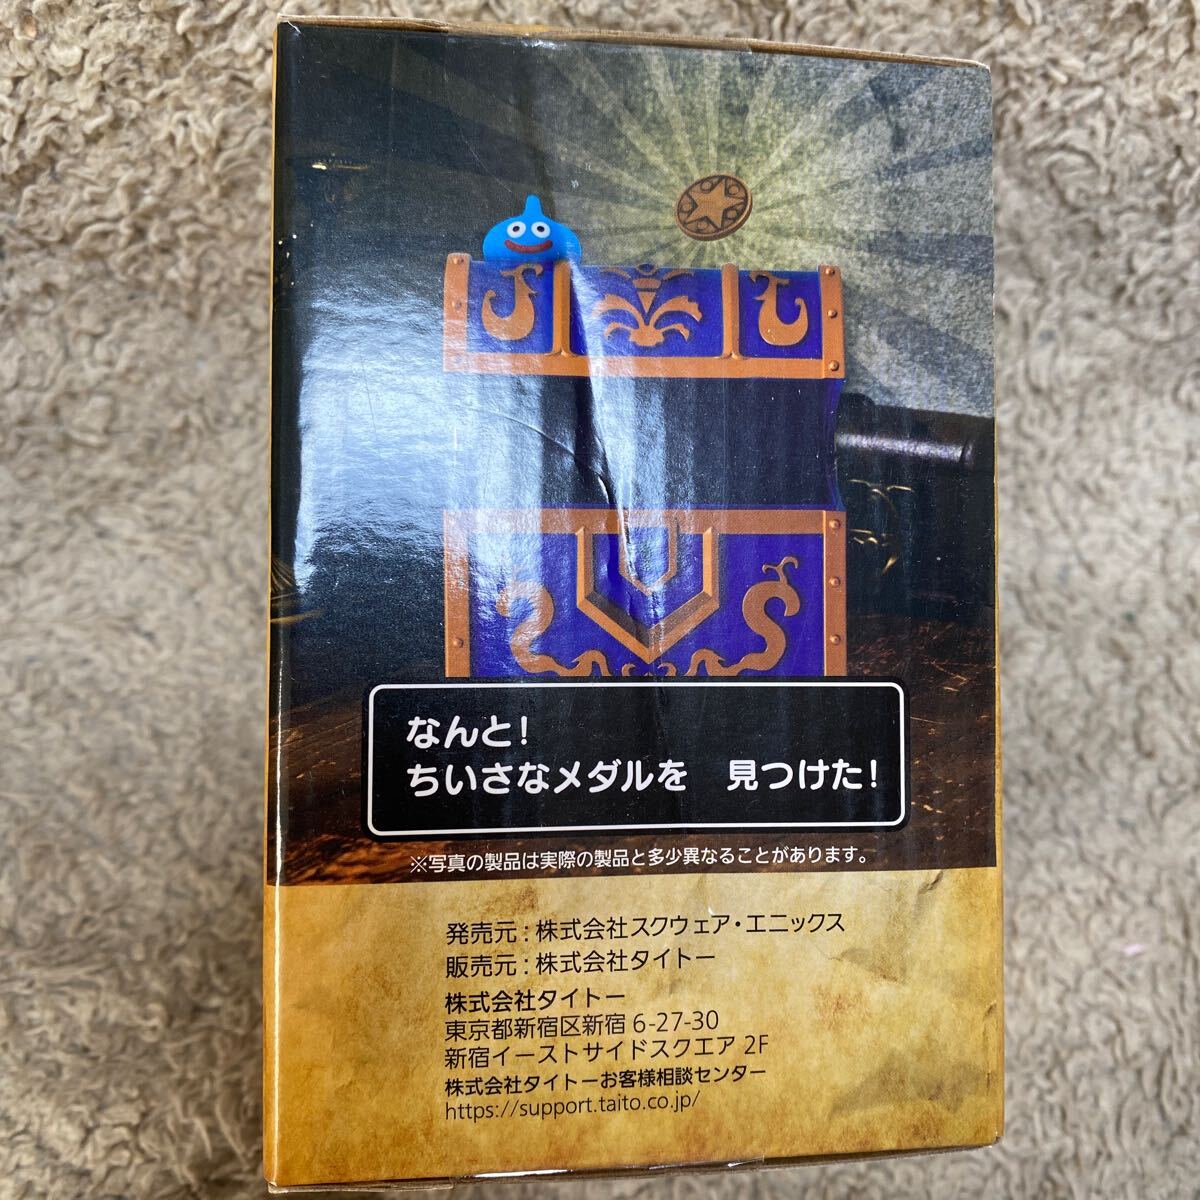 なんと!
ちいさなメダルを 見つけた!
※写真の製品は実際の製品と多少異なることがあります。
発売元:株式会社スクウェア・エニックス
販売元:株式会社タイトー
株式会社タイトー
東京都新宿区新宿 6-27-30
新宿イーストサイドスクエア 2F
株式会社タイトーお客様相談センター
https://support.taito.co.jp/